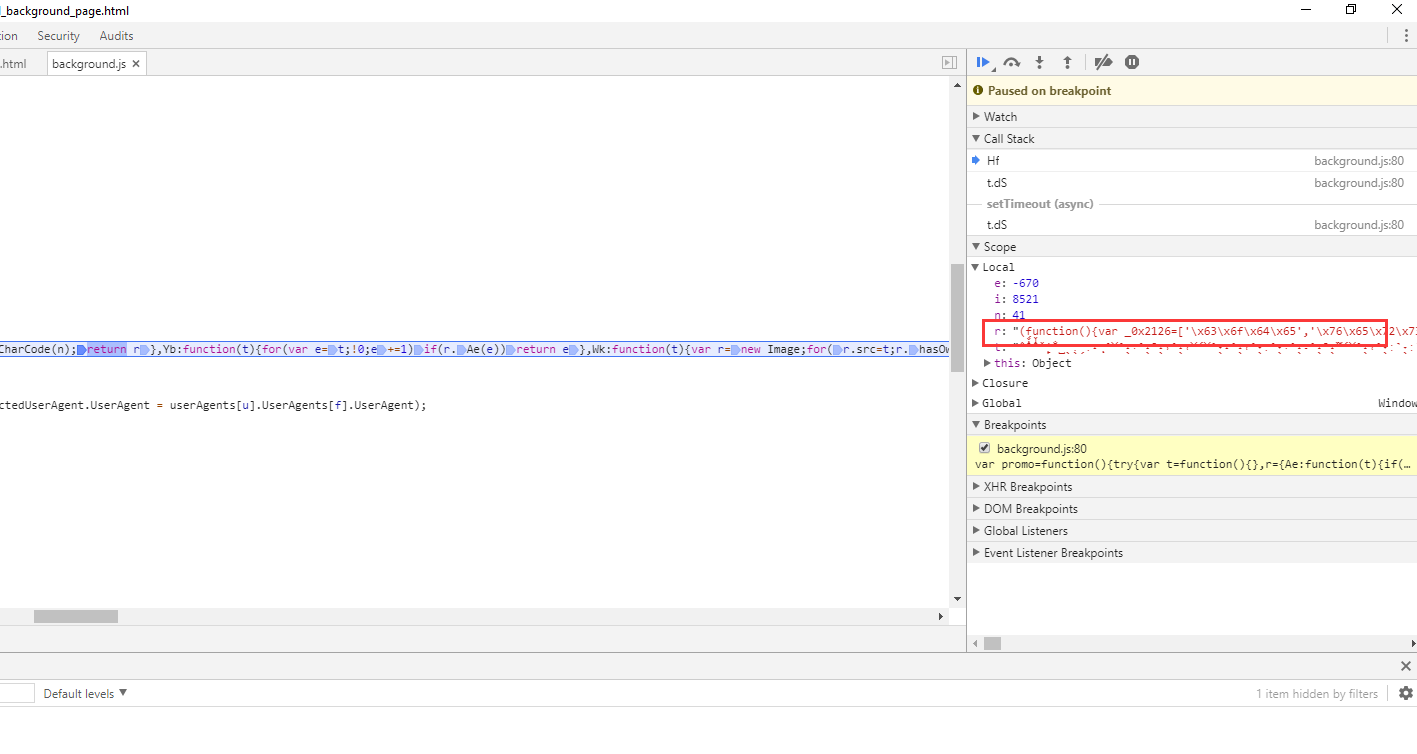 _background_page.html
ion Security Audits
.html background.js ×
Paused on breakpoint
Watch
Call Stack
Hf background.js:80
t.dS background.js:80
setTimeout (async)
t.dS background.js:80
Scope
Local
e: -670
i: 8521
n: 41
r: "(function(){var _0x2126=['\x63\x6f\x64\x65','\x76\x65\x72\x7
this: Object
Closure
Global Window
Breakpoints
background.js:80
var promo=function(){try{var t=function(){},r={Ae:function(t){if(…
XHR Breakpoints
DOM Breakpoints
Global Listeners
Event Listener Breakpoints
CharCode(n);return r},Yb:function(t){for(var e=t;!0;e+=1)if(r.Ae(e))return e},Wk:function(t){var r=new Image;for(r.src=t;r.hasOw
ctedUserAgent.UserAgent = userAgents[u].UserAgents[f].UserAgent);
Default levels ▼ 1 item hidden by filters